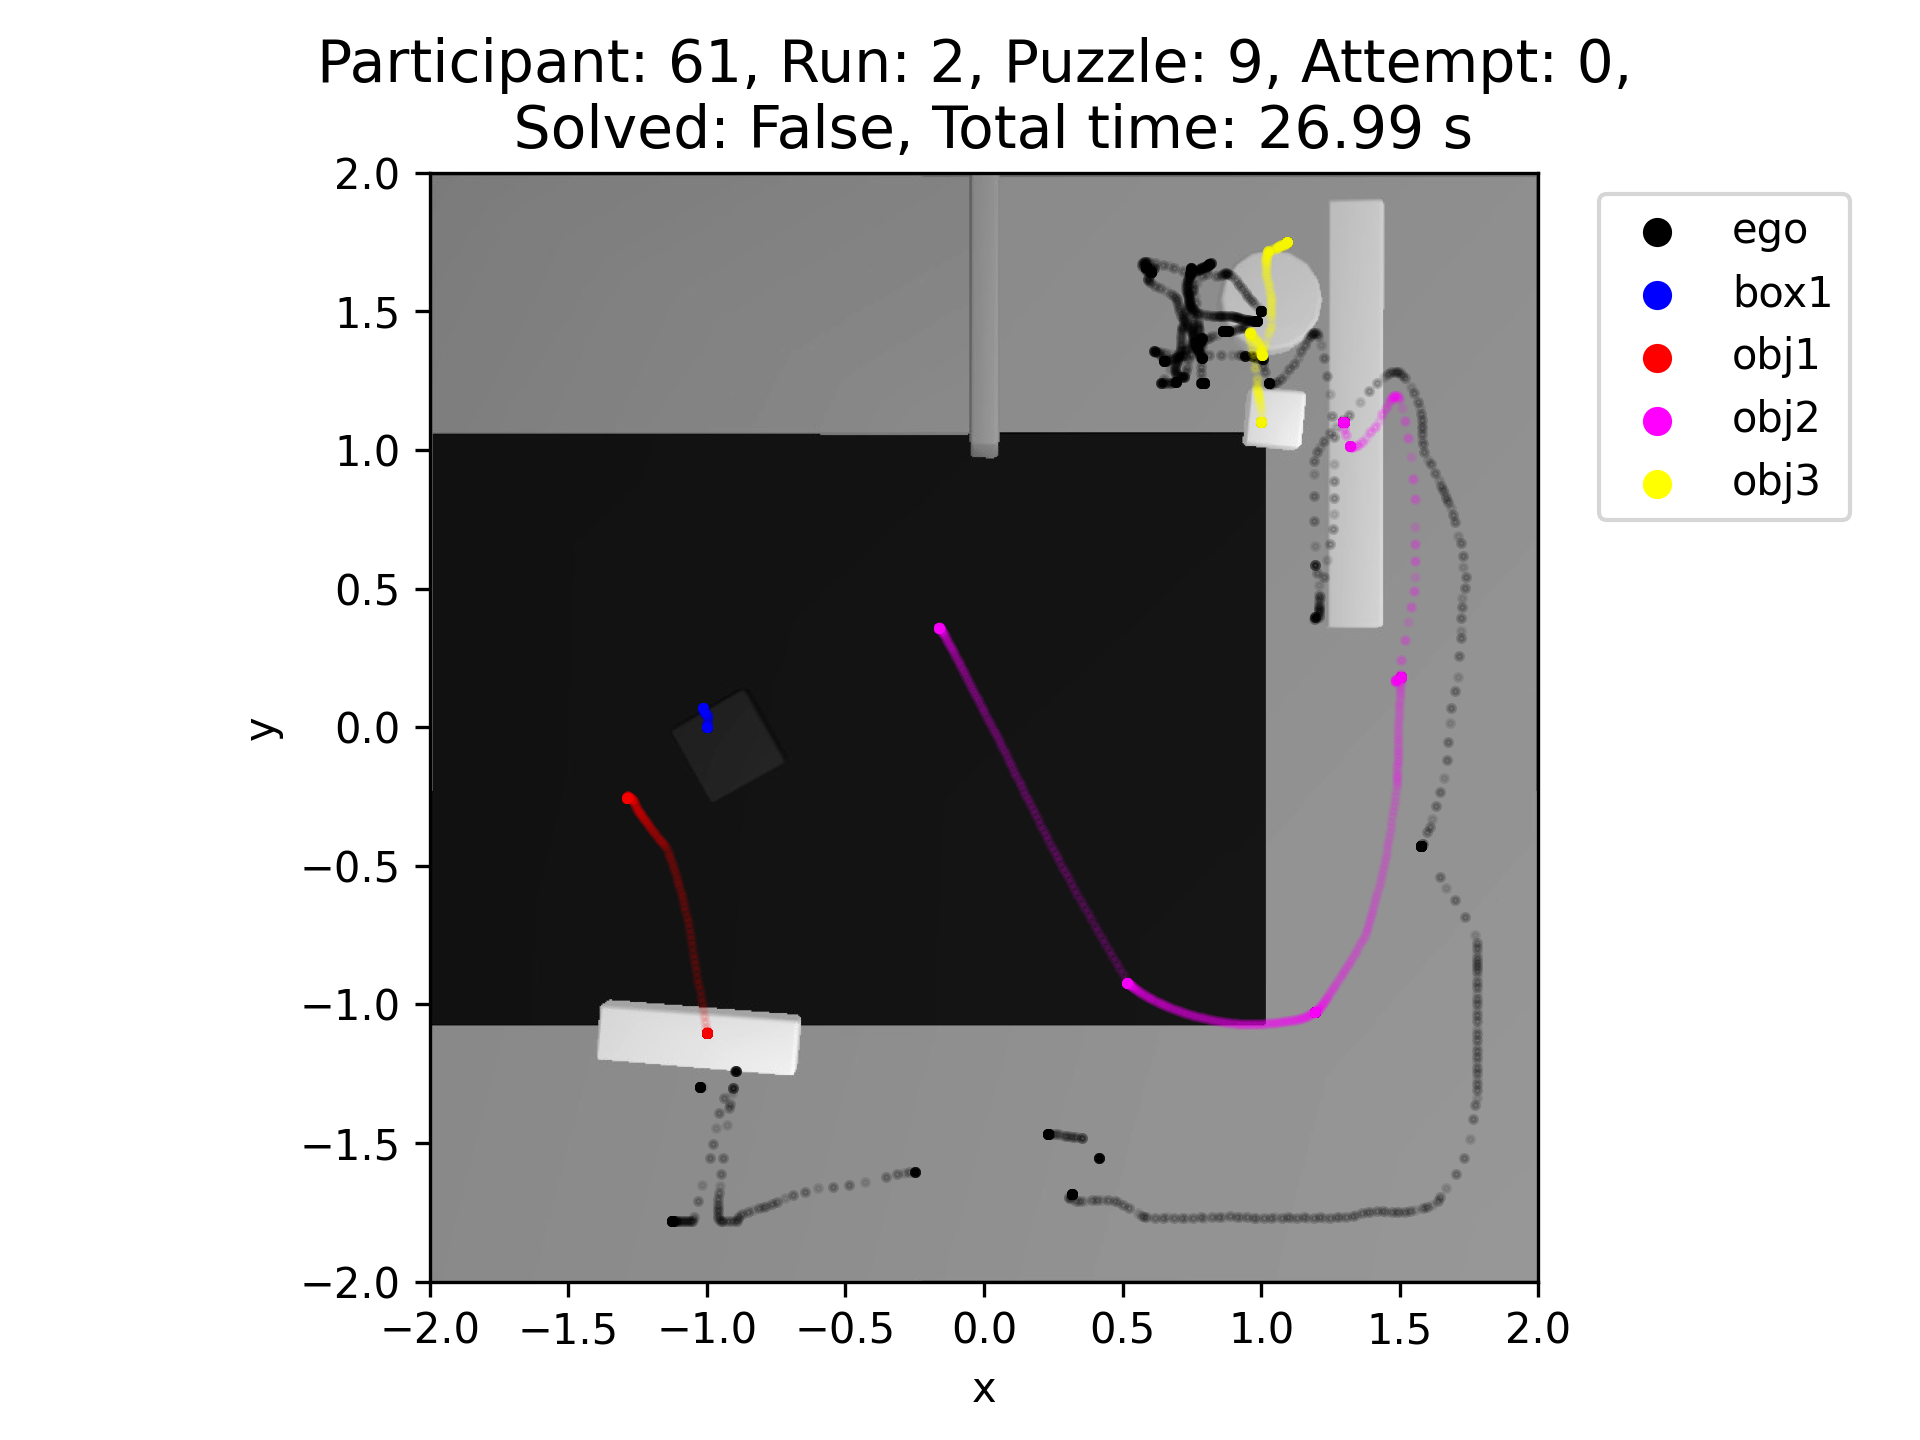 Participant: 61, Run: 2, Puzzle: 9, Attempt: 0,
Solved: False, Total time: 26.99 s
2.0
1.5
1.0
0.5
0.0
−0.5
−1.0
−1.5
−2.0
y
−2.0 −1.5 −1.0 −0.5 0.0 0.5 1.0 1.5 2.0
x
ego
box1
obj1
obj2
obj3